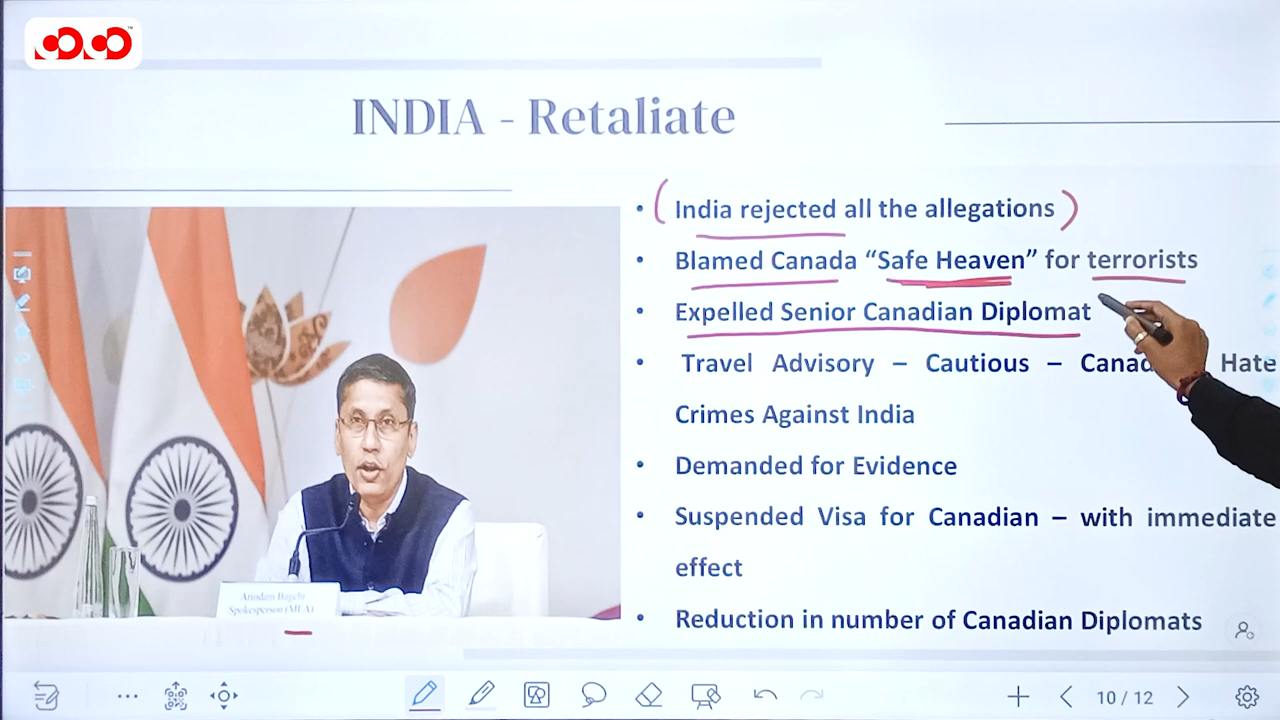 INDIA - Retaliate
• India rejected all the allegations
• Blamed Canada “Safe Heaven” for terrorists
• Expelled Senior Canadian Diplomat
• Travel Advisory – Cautious – Hate
Crimes Against India
• Demanded for Evidence
• Suspended Visa for Canadian – with immediate
effect
• Reduction in number of Canadian Diplomats
Arindam Bagchi
Spokesperson (MEA)
10 / 12